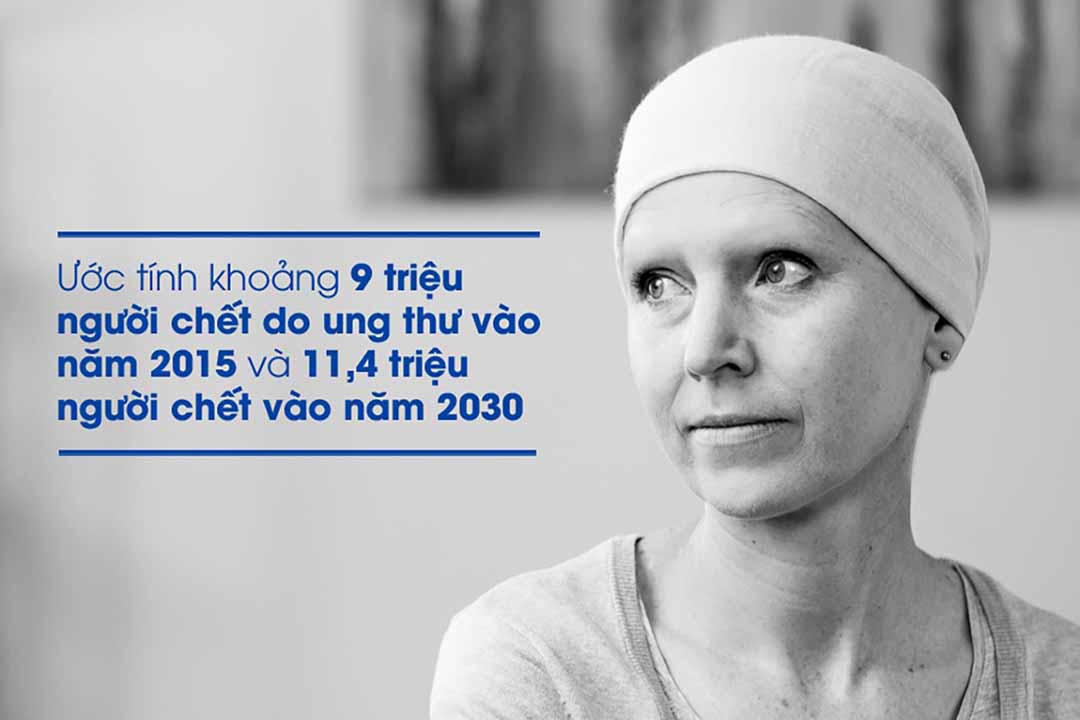 Ước tính khoảng 9 triệu
người chết do ung thư vào
năm 2015 và 11,4 triệu
người chết vào năm 2030